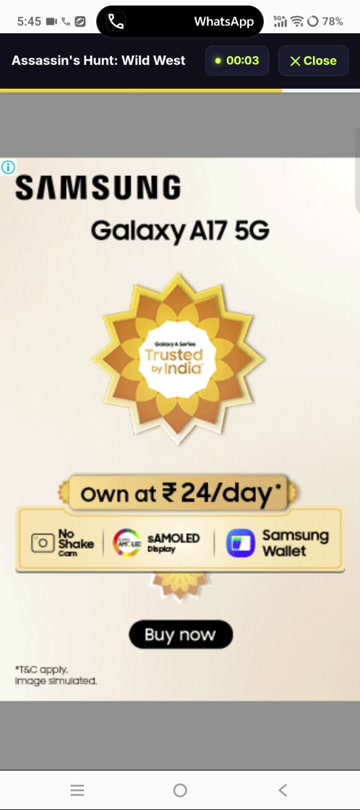 5:45
WhatsApp
5G+
78%
Assassin's Hunt: Wild West
00:03
Close
SAMSUNG
Galaxy A17 5G
Galaxy A Series
Trusted
by India*
own at ₹24/day*
No
Shake
Cam
sAMOLED
Display
Samsung
Wallet
Buy now
*T&C apply.
Image simulated.